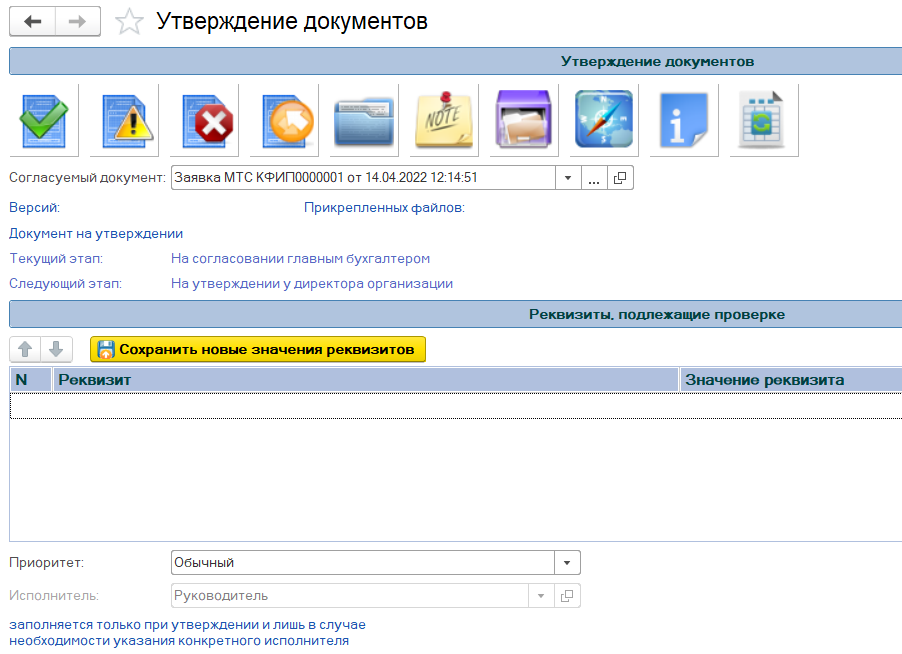 Утверждение документов
Утверждение документов
NOTE
N
i
Согласуемый документ: Заявка МТС КФИП0000001 от 14.04.2022 12:14:51 ...
Версий: Прикрепленных файлов:
Документ на утверждении
Текущий этап: На согласовании главным бухгалтером
Следующий этап: На утверждении у директора организации
Реквизиты, подлежащие проверке
Сохранить новые значения реквизитов
N Реквизит Значение реквизита
Приоритет: Обычный
Исполнитель: Руководитель
заполняется только при утверждении и лишь в случае
необходимости указания конкретного исполнителя